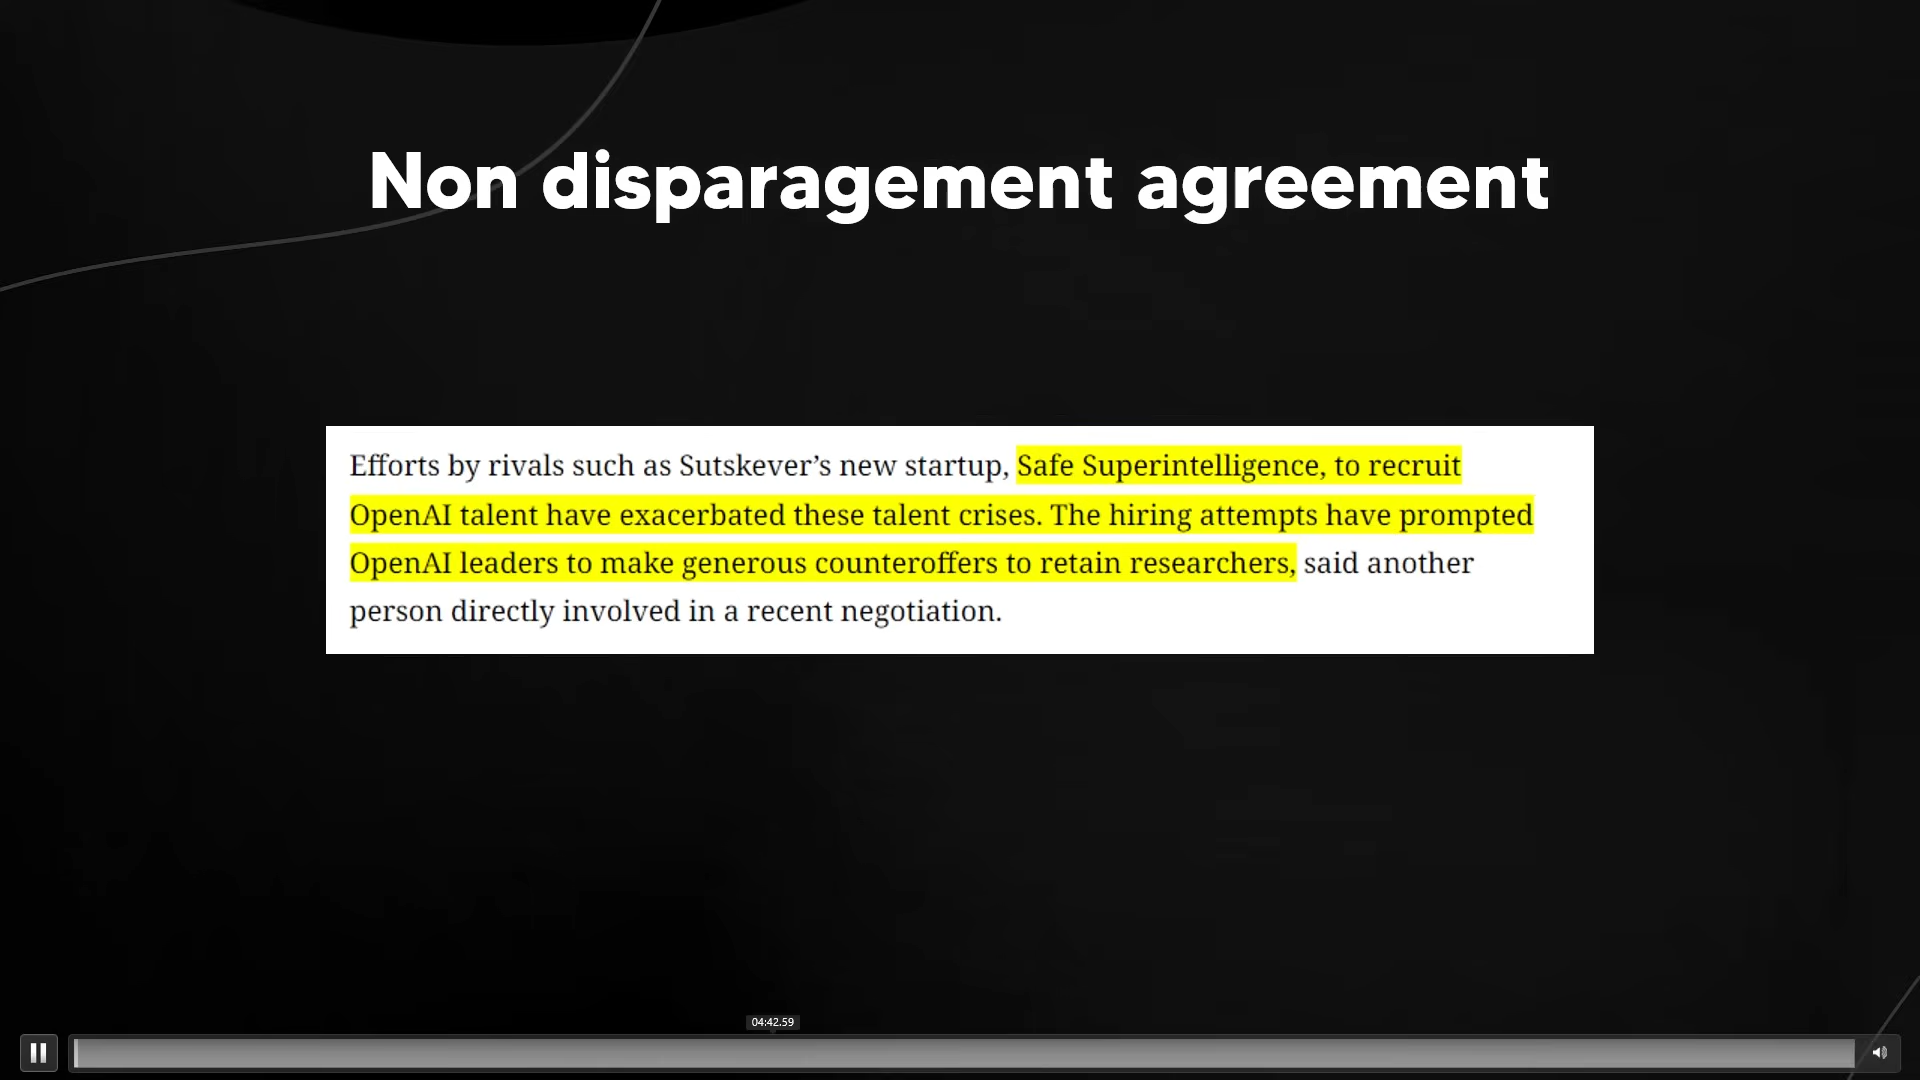 Non disparagement agreement
Efforts by rivals such as Sutskever’s new startup, Safe Superintelligence, to recruit
OpenAI talent have exacerbated these talent crises. The hiring attempts have prompted
OpenAI leaders to make generous counteroffers to retain researchers, said another
person directly involved in a recent negotiation.
04:42.59